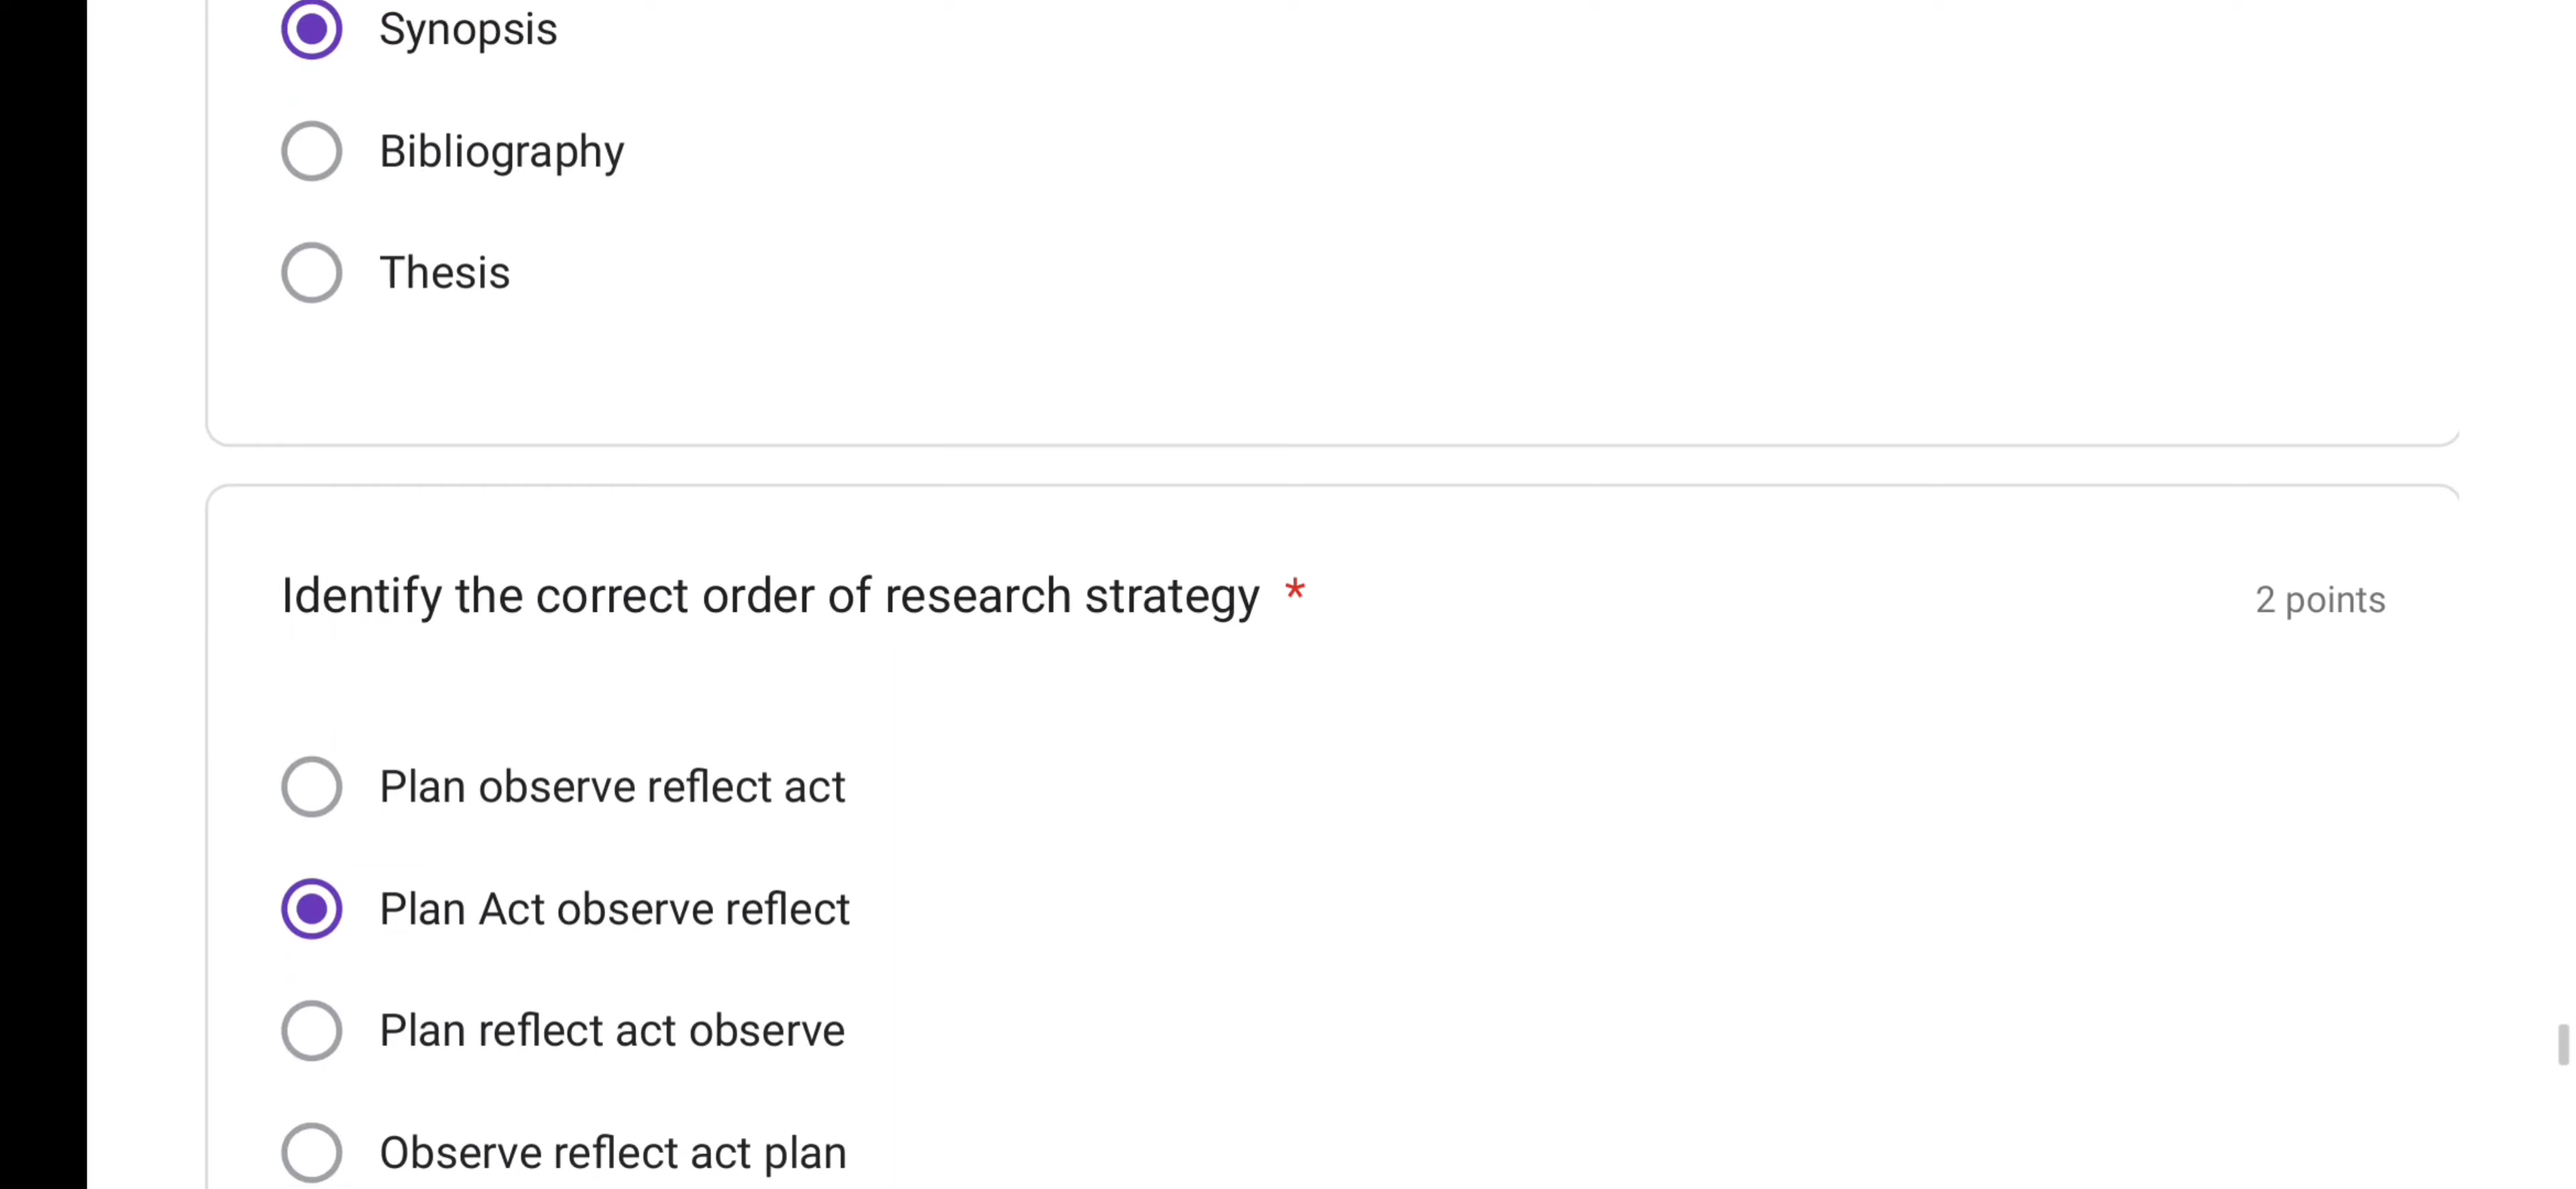 Synopsis
Bibliography
Thesis
Identify the correct order of research strategy *
2 points
Plan observe reflect act
Plan Act observe reflect
Plan reflect act observe
Observe reflect act plan